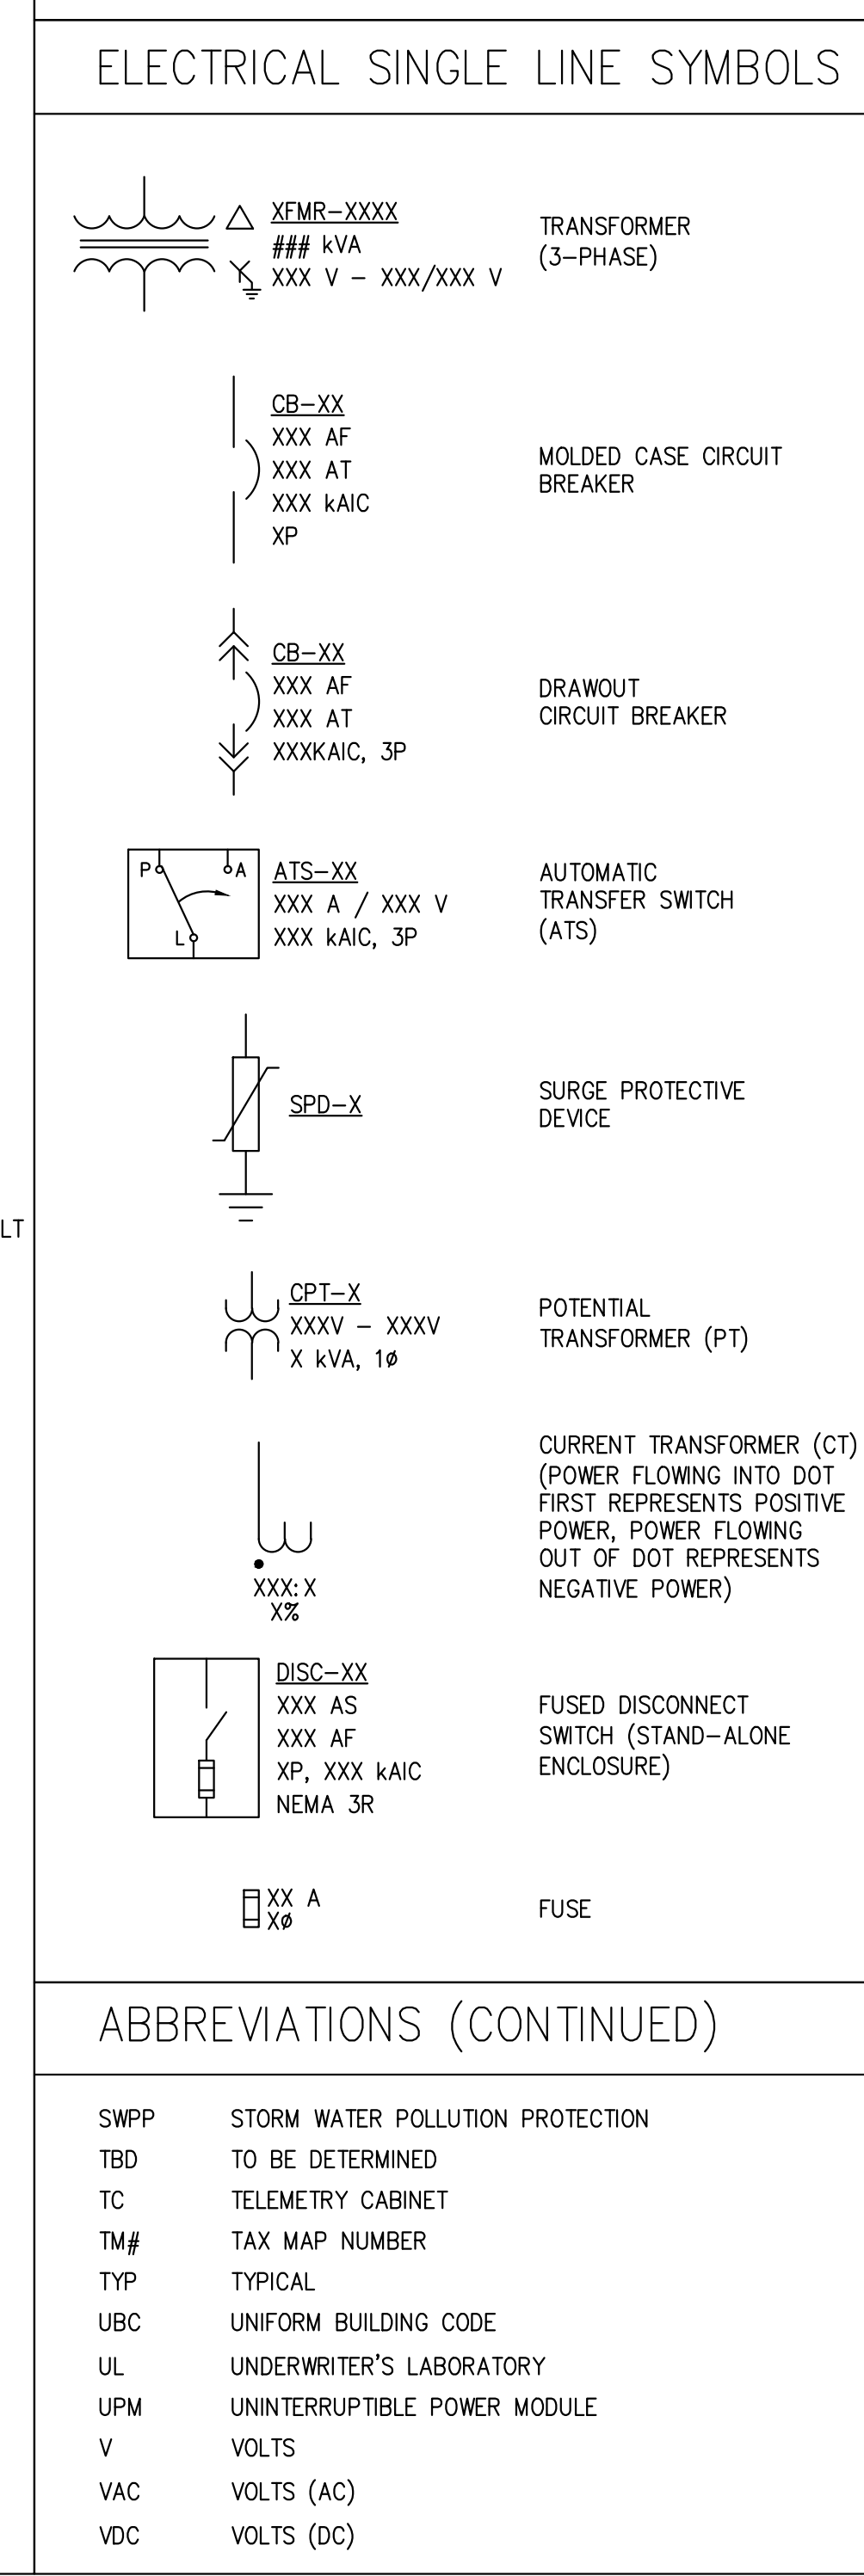 ELECTRICAL SINGLE LINE SYMBOLS
XFMR-XXXX
### kVA
XXX V - XXX/XXX V
TRANSFORMER
(3-PHASE)
CB-XX
XXX AF
XXX AT
XXX kAIC
XP
MOLDED CASE CIRCUIT
BREAKER
CB-XX
XXX AF
XXX AT
XXXKAIC, 3P
DRAWOUT
CIRCUIT BREAKER
P
A
L
ATS-XX
XXX A / XXX V
XXX kAIC, 3P
AUTOMATIC
TRANSFER SWITCH
(ATS)
SPD-X
SURGE PROTECTIVE
DEVICE
LT
CPT-X
XXXV - XXXV
X kVA, 1ø
POTENTIAL
TRANSFORMER (PT)
XXX:X
X%
CURRENT TRANSFORMER (CT)
(POWER FLOWING INTO DOT
FIRST REPRESENTS POSITIVE
POWER, POWER FLOWING
OUT OF DOT REPRESENTS
NEGATIVE POWER)
DISC-XX
XXX AS
XXX AF
XP, XXX kAIC
NEMA 3R
FUSED DISCONNECT
SWITCH (STAND-ALONE
ENCLOSURE)
XX A
Xø
FUSE
ABBREVIATIONS (CONTINUED)
SWPP STORM WATER POLLUTION PROTECTION
TBD TO BE DETERMINED
TC TELEMETRY CABINET
TM# TAX MAP NUMBER
TYP TYPICAL
UBC UNIFORM BUILDING CODE
UL UNDERWRITER'S LABORATORY
UPM UNINTERRUPTIBLE POWER MODULE
V VOLTS
VAC VOLTS (AC)
VDC VOLTS (DC)